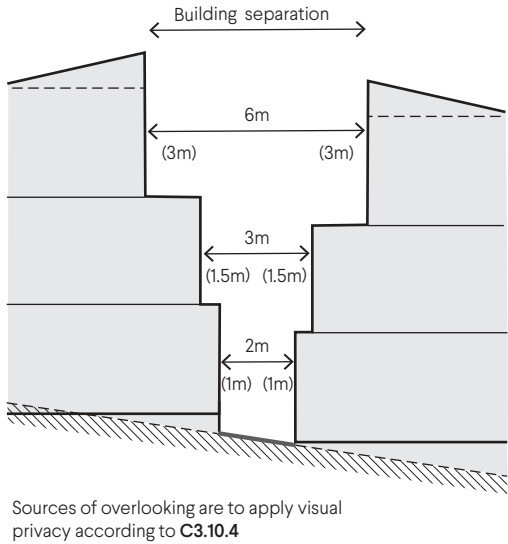 Building separation
6m
(3m) (3m)
3m
(1.5m) (1.5m)
2m
(1m) (1m)
Sources of overlooking are to apply visual
privacy according to C3.10.4